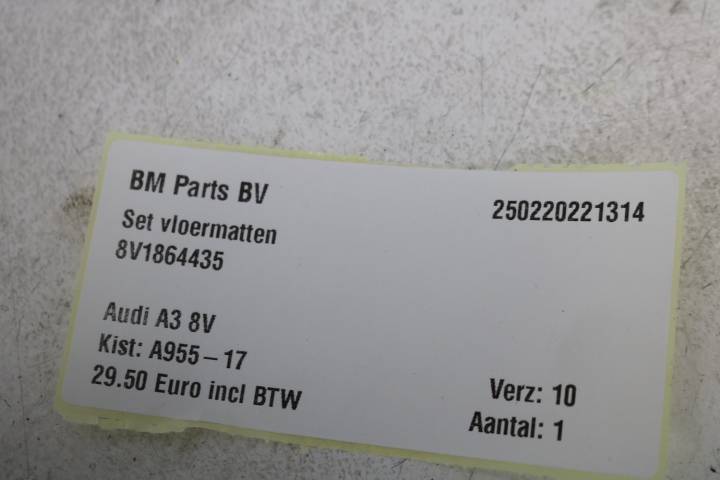 BM Parts BV
250220221314
Set vloermatten
8V1864435
Audi A3 8V
Kist: A955 – 17
29.50 Euro incl BTW
Verz: 10
Aantal: 1